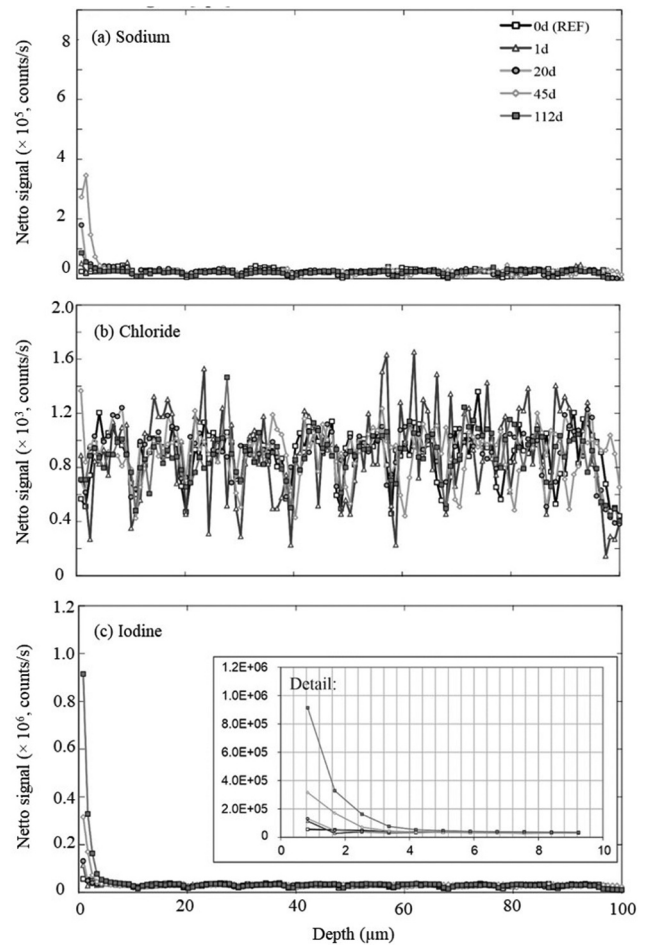 (a) Sodium
0d (REF)
1d
20d
45d
112d
Netto signal (× 10⁵, counts/s)
8
6
4
2
0
(b) Chloride
Netto signal (× 10³, counts/s)
2.0
1.6
1.2
0.8
0.4
0
(c) Iodine
Netto signal (× 10⁶, counts/s)
1.2
1.0
0.8
0.6
0.4
0.2
0
Detail:
1.2E+06
1.0E+06
8.0E+05
6.0E+05
4.0E+05
2.0E+05
0
0 2 4 6 8 10
0 20 40 60 80 100
Depth (μm)